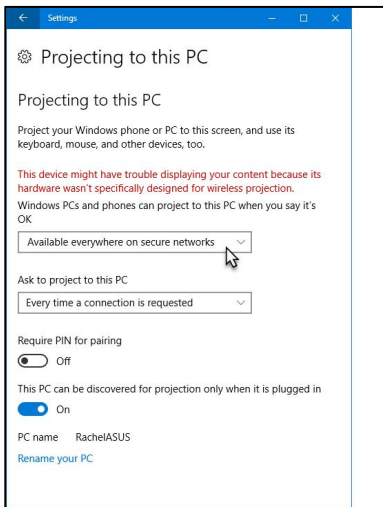 Settings
Projecting to this PC
Projecting to this PC
Project your Windows phone or PC to this screen, and use its
keyboard, mouse, and other devices, too.
This device might have trouble displaying your content because its
hardware wasn't specifically designed for wireless projection.
Windows PCs and phones can project to this PC when you say it's
OK
Available everywhere on secure networks
Ask to project to this PC
Every time a connection is requested
Require PIN for pairing
Off
This PC can be discovered for projection only when it is plugged in
On
PC name RachelASUS
Rename your PC